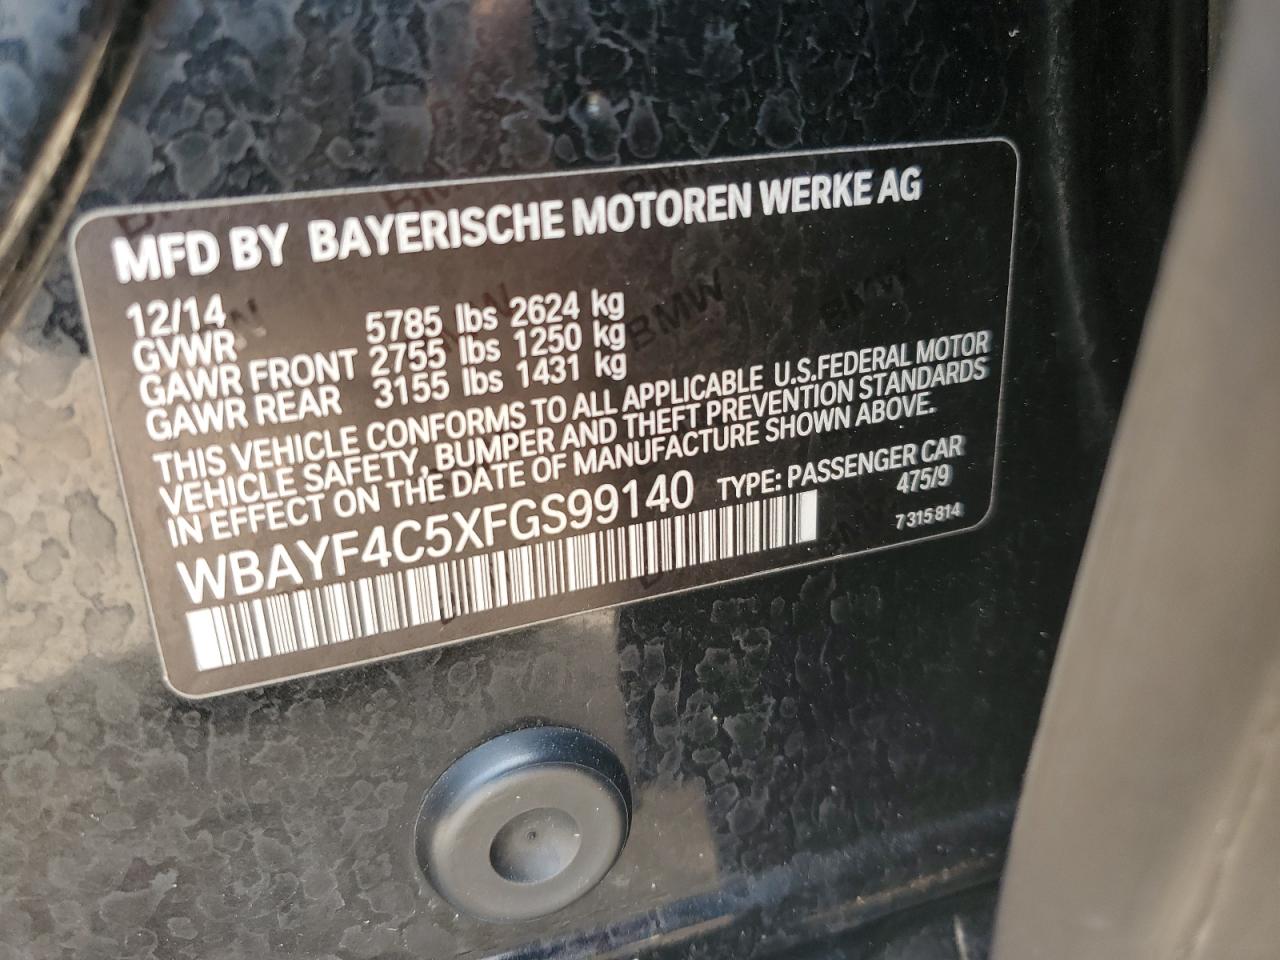 MFD BY BAYERISCHE MOTOREN WERKE AG
12/14
GVWR 5785 lbs 2624 kg
GAWR FRONT 2755 lbs 1250 kg
GAWR REAR 3155 lbs 1431 kg
THIS VEHICLE CONFORMS TO ALL APPLICABLE U.S.FEDERAL MOTOR
VEHICLE SAFETY, BUMPER AND THEFT PREVENTION STANDARDS
IN EFFECT ON THE DATE OF MANUFACTURE SHOWN ABOVE.
WBAYF4C5XFGS99140 TYPE: PASSENGER CAR
475/9
7 315 814
BMW
BMW
BMW